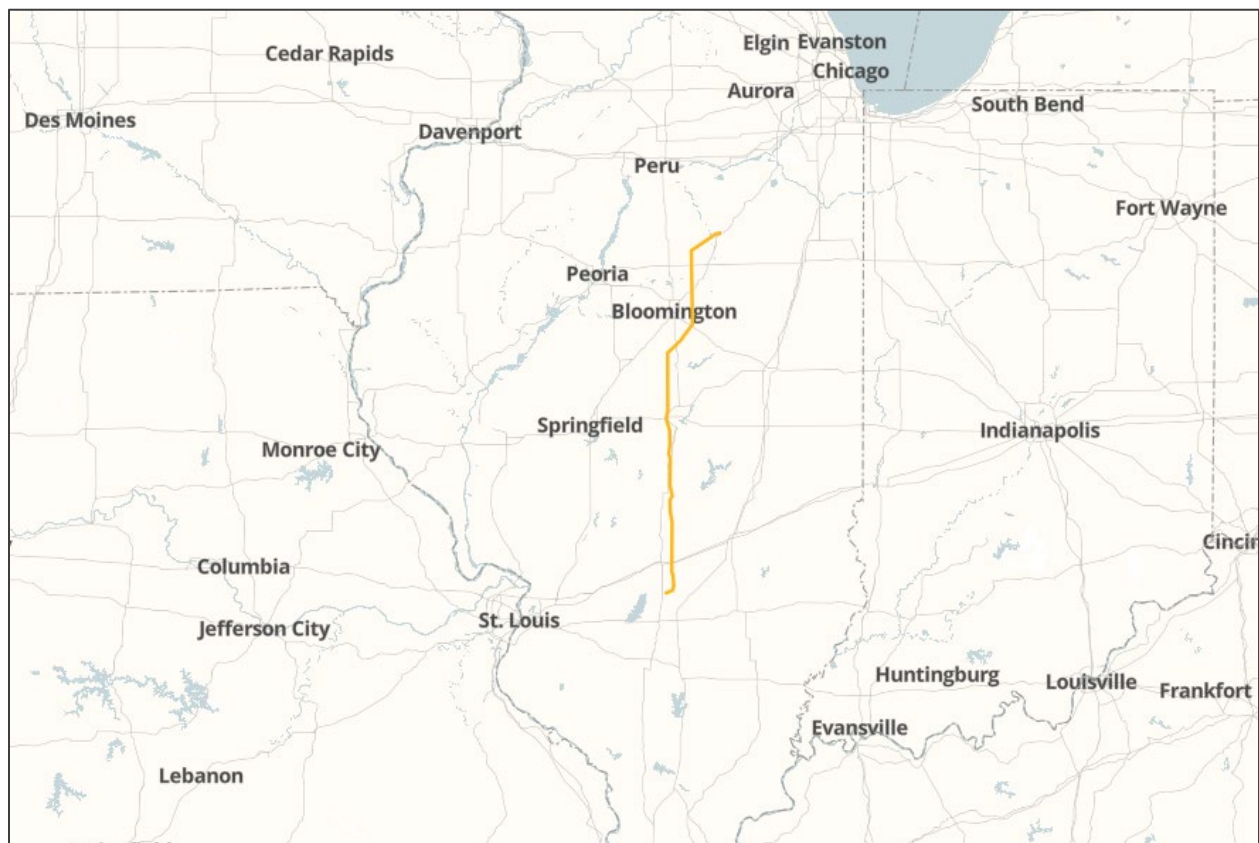 Elgin
Evanston
Cedar Rapids
Chicago
Aurora
South Bend
Des Moines
Davenport
Peru
Fort Wayne
Peoria
Bloomington
Springfield
Indianapolis
Monroe City
Cincin
Columbia
St. Louis
Jefferson City
Huntingburg
Louisville
Frankfort
Evansville
Lebanon